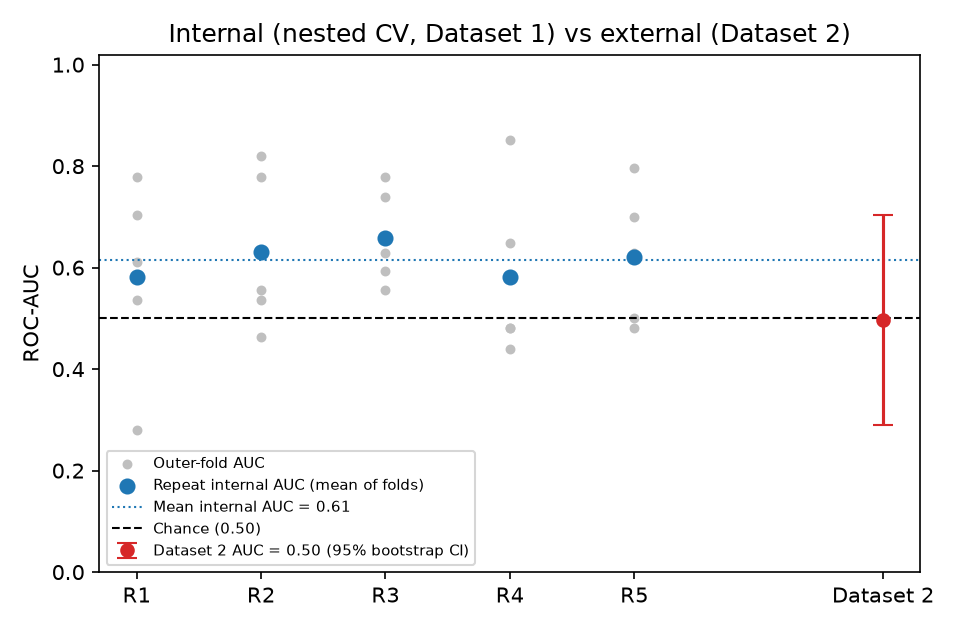 Internal (nested CV, Dataset 1) vs external (Dataset 2)
ROC-AUC
1.0
0.8
0.6
0.4
0.2
0.0
Outer-fold AUC
Repeat internal AUC (mean of folds)
Mean internal AUC = 0.61
Chance (0.50)
Dataset 2 AUC = 0.50 (95% bootstrap CI)
R1 R2 R3 R4 R5 Dataset 2